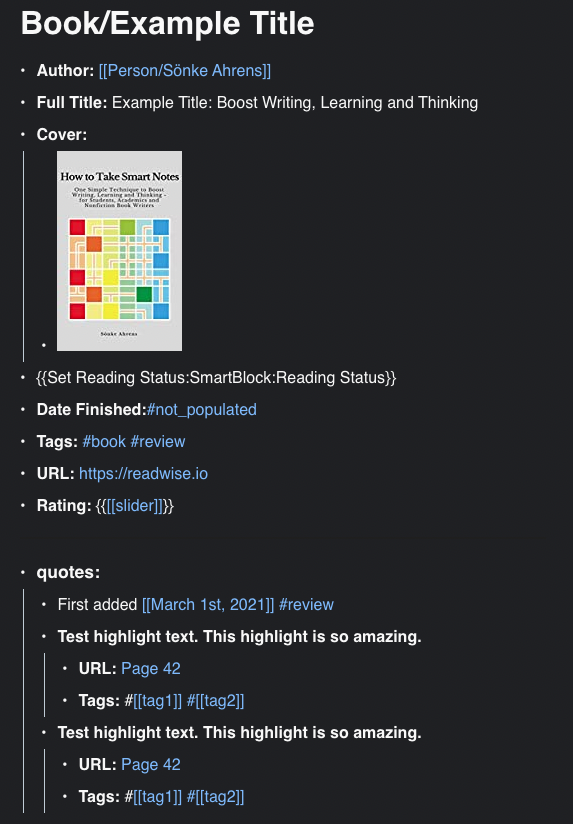 Book/Example Title
Author: [[Person/Sönke Ahrens]]
Full Title: Example Title: Boost Writing, Learning and Thinking
Cover:
How to Take Smart Notes
One Simple Technique to Boost
Writing, Learning and Thinking –
for Students, Academics and
Nonfiction Book Writers
Sönke Ahrens
{{Set Reading Status:SmartBlock:Reading Status}}
Date Finished:#not_populated
Tags: #book #review
URL: https://readwise.io
Rating: {{[[slider]]}}
quotes:
First added [[March 1st, 2021]] #review
Test highlight text. This highlight is so amazing.
URL: Page 42
Tags: #[[tag1]] #[[tag2]]
Test highlight text. This highlight is so amazing.
URL: Page 42
Tags: #[[tag1]] #[[tag2]]